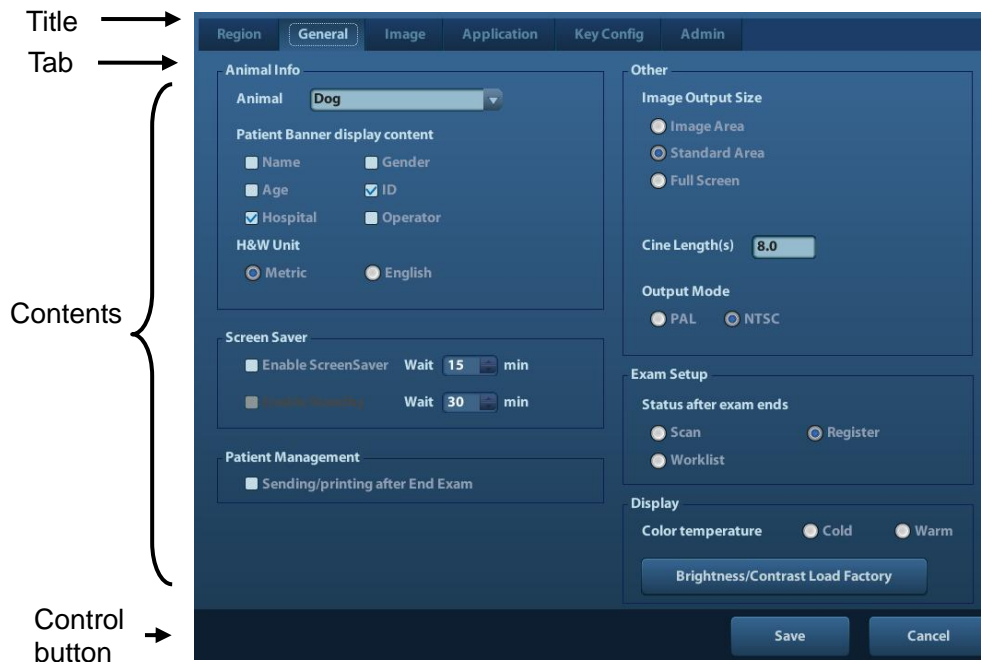 Title
Tab
Contents
Control
button
Region General Image Application Key Config Admin
Animal Info
Animal Dog
Patient Banner display content
Name Gender
Age ID
Hospital Operator
H&W Unit
Metric English
Screen Saver
Enable ScreenSaver Wait 15 min
Wait 30 min
Patient Management
Sending/printing after End Exam
Other
Image Output Size
Image Area
Standard Area
Full Screen
Cine Length(s) 8.0
Output Mode
PAL NTSC
Exam Setup
Status after exam ends
Scan Register
Worklist
Display
Color temperature Cold Warm
Brightness/Contrast Load Factory
Save Cancel